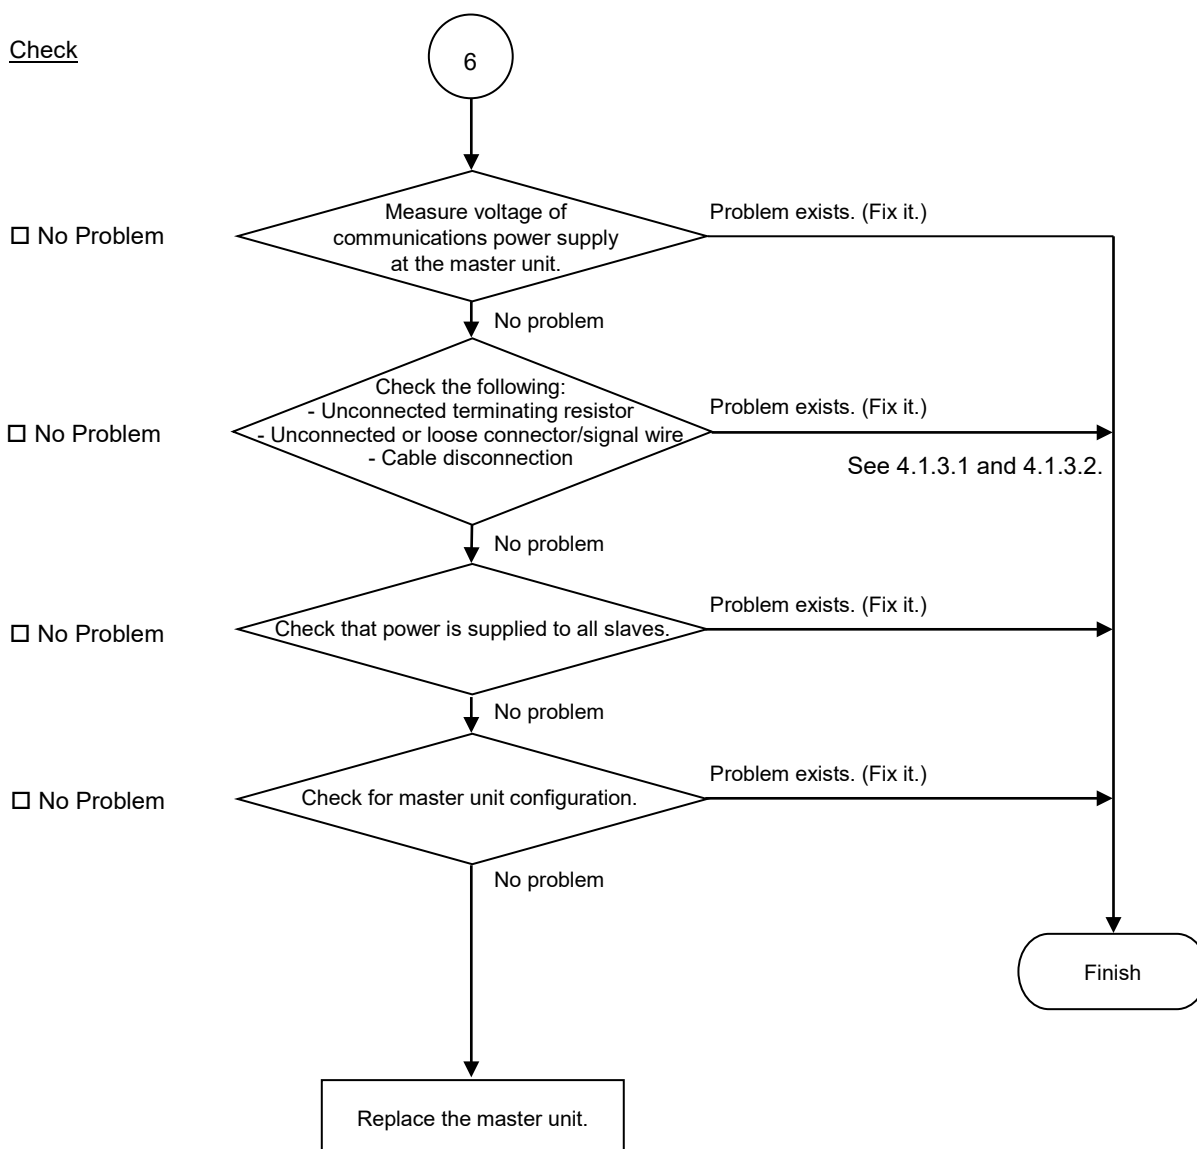 Check
6
Measure voltage of
communications power supply
at the master unit.
Problem exists. (Fix it.)
☐ No Problem
No problem
Check the following:
- Unconnected terminating resistor
- Unconnected or loose connector/signal wire
- Cable disconnection
Problem exists. (Fix it.)
☐ No Problem
See 4.1.3.1 and 4.1.3.2.
No problem
Check that power is supplied to all slaves.
Problem exists. (Fix it.)
☐ No Problem
No problem
Check for master unit configuration.
Problem exists. (Fix it.)
☐ No Problem
No problem
Finish
Replace the master unit.